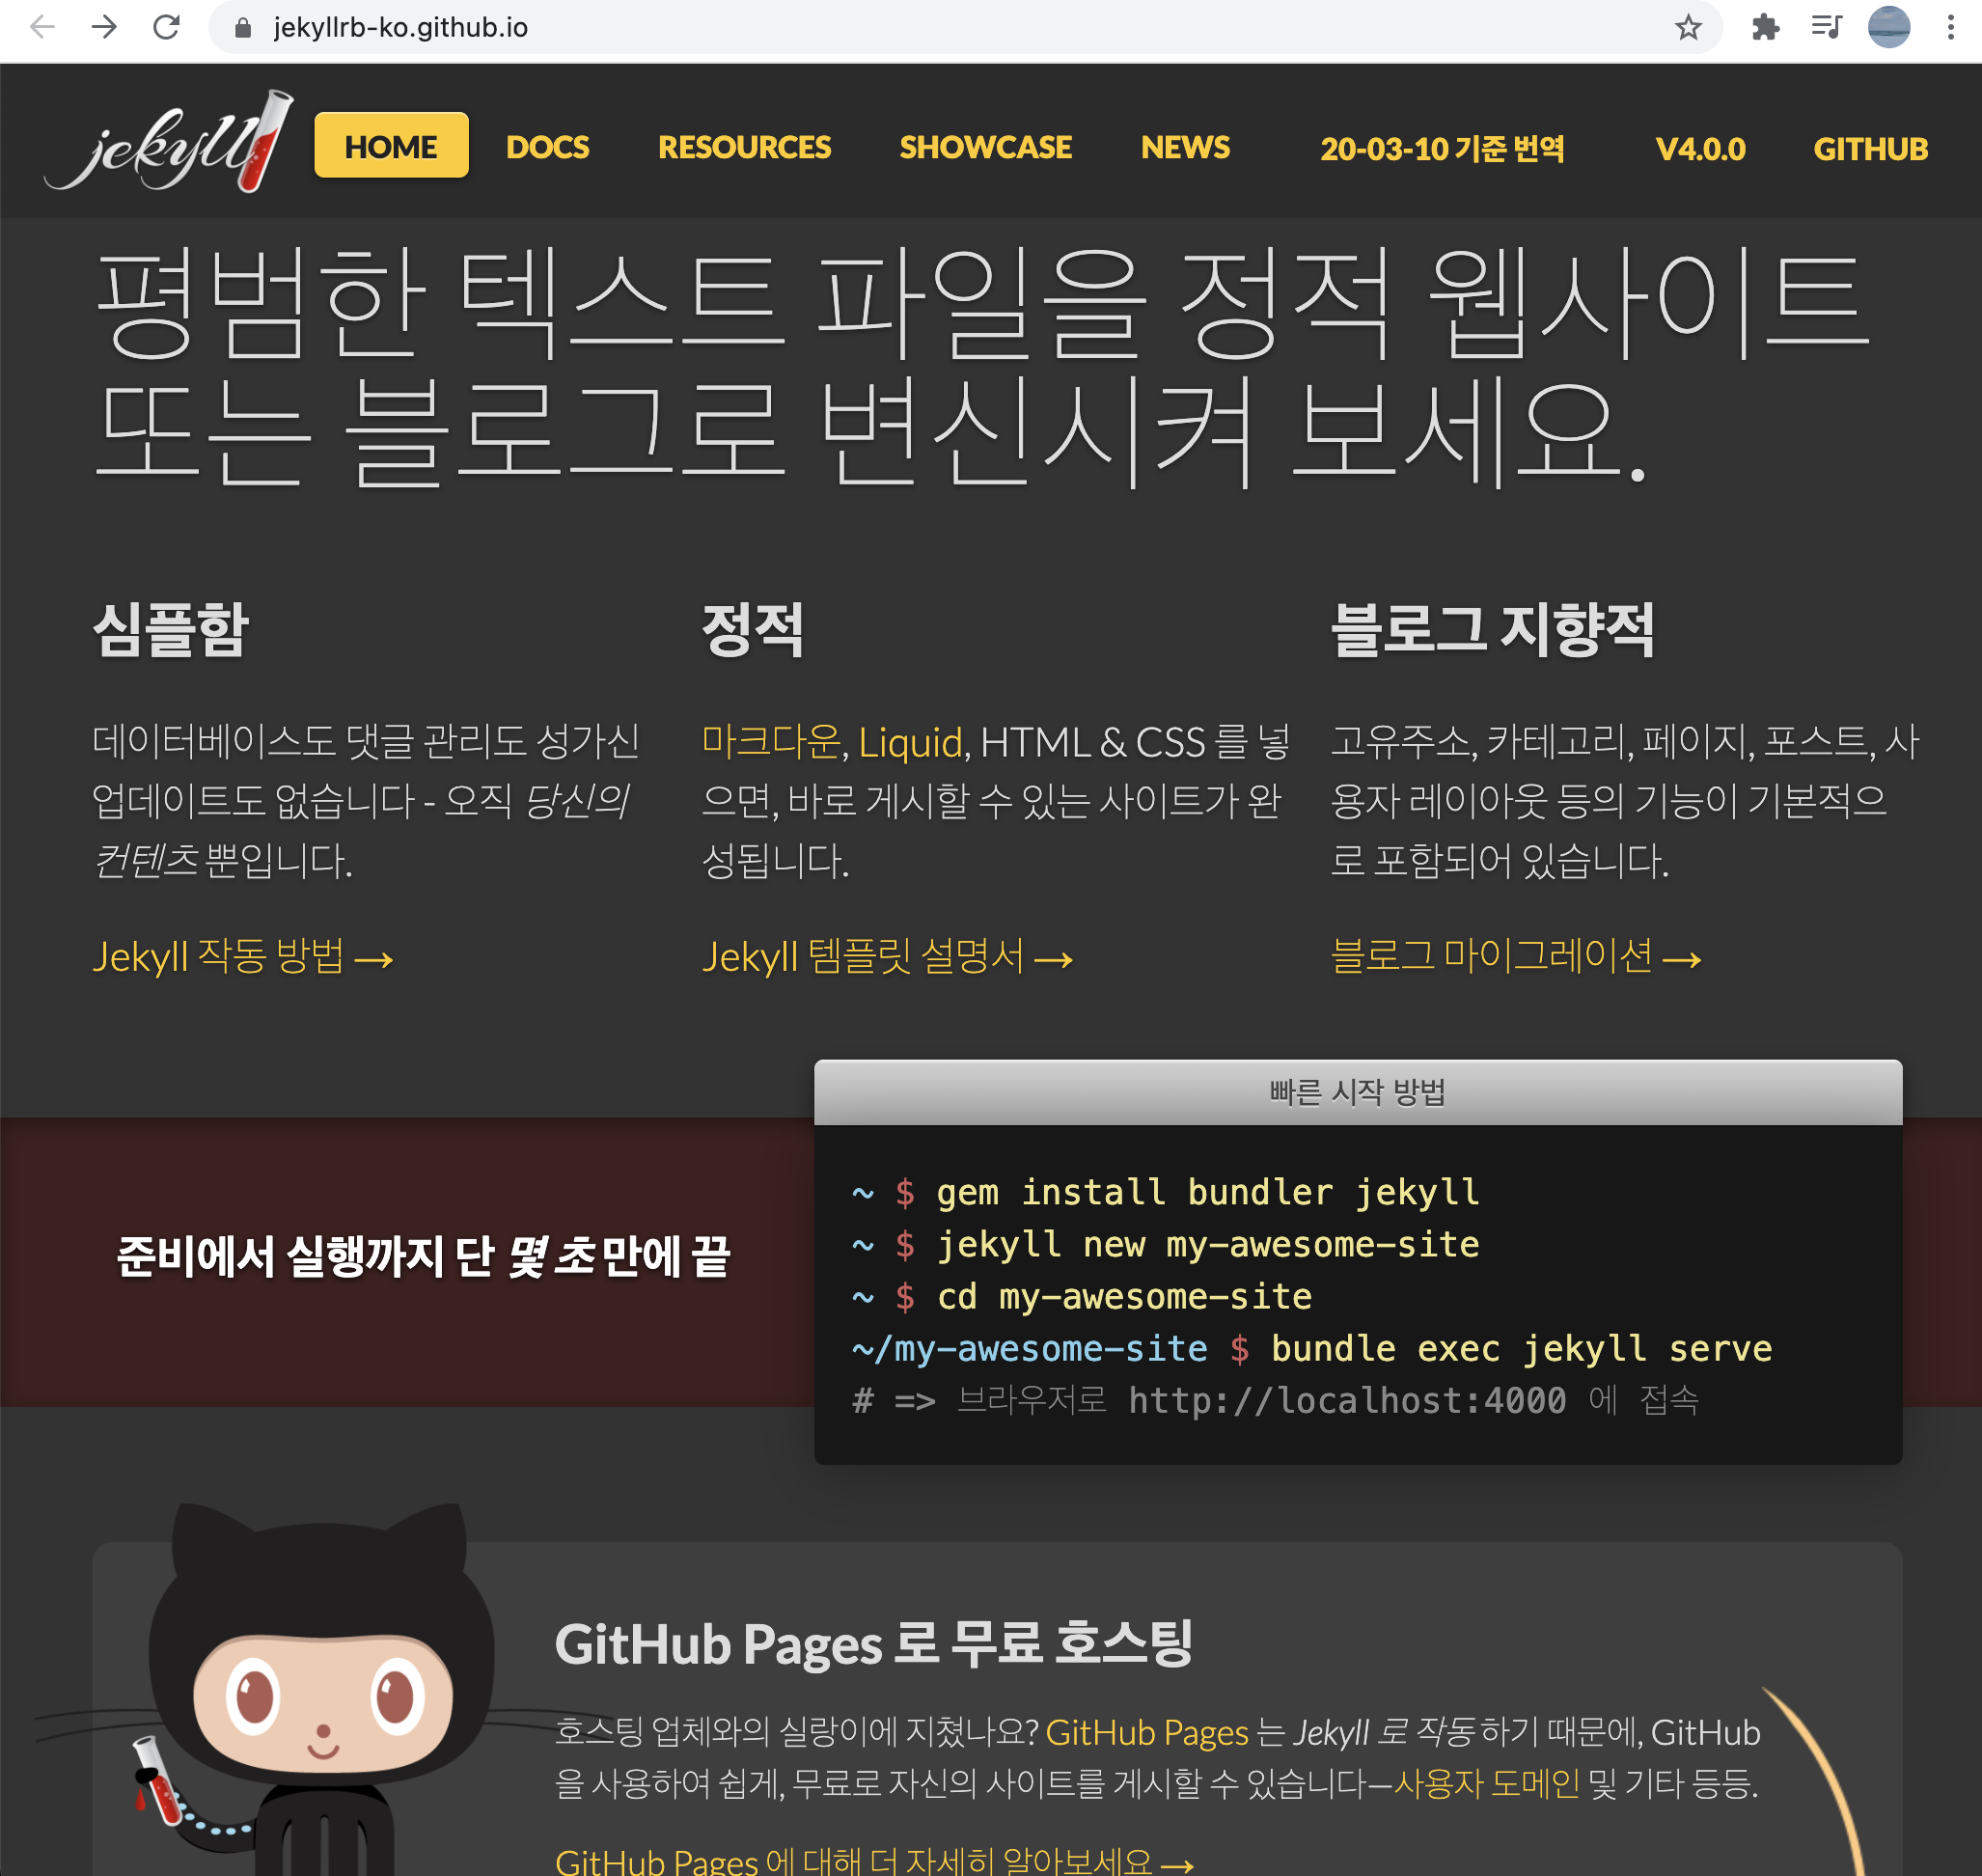 jekyllrb-ko.github.io
jekyll
HOME
DOCS
RESOURCES
SHOWCASE
NEWS
20-03-10 기준 번역
V4.0.0
GITHUB
평범한 텍스트 파일을 정적 웹사이트
또는 블로그로 변신시켜 보세요.
심플함
데이터베이스도 댓글 관리도 성가신
업데이트도 없습니다 - 오직 당신의
컨텐츠 뿐입니다.
Jekyll 작동 방법 →
정적
마크다운, Liquid, HTML & CSS 를 넣
으면, 바로 게시할 수 있는 사이트가 완
성됩니다.
Jekyll 템플릿 설명서 →
블로그 지향적
고유주소, 카테고리, 페이지, 포스트, 사
용자 레이아웃 등의 기능이 기본적으
로 포함되어 있습니다.
블로그 마이그레이션 →
준비에서 실행까지 단 몇 초 만에 끝
빠른 시작 방법
~ $ gem install bundler jekyll
~ $ jekyll new my-awesome-site
~ $ cd my-awesome-site
~/my-awesome-site $ bundle exec jekyll serve
# => 브라우저로 http://localhost:4000 에 접속
GitHub Pages 로 무료 호스팅
호스팅 업체와의 실랑이에 지쳤나요? GitHub Pages 는 Jekyll 로 작동하기 때문에, GitHub
을 사용하여 쉽게, 무료로 자신의 사이트를 게시할 수 있습니다—사용자 도메인 및 기타 등등.
GitHub Pages 에 대해 더 자세히 알아보세요 →